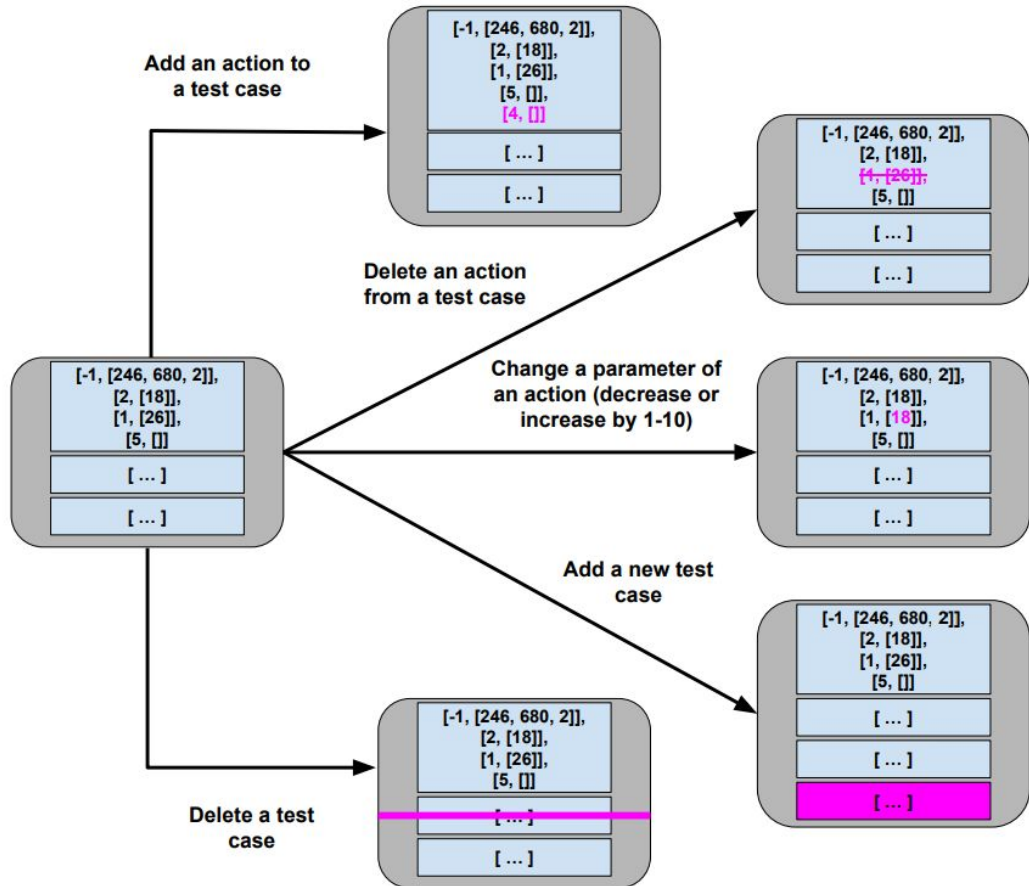 Add an action to
a test case
[-1, [246, 680, 2]],
[2, [18]],
[1, [26]],
[5, []],
[4, []]
[ ... ]
[ ... ]
Delete an action
from a test case
[-1, [246, 680, 2]],
[2, [18]],
[1, [26]],
[5, []]
[ ... ]
[ ... ]
[-1, [246, 680, 2]],
[2, [18]],
[1, [26]],
[5, []]
[ ... ]
[ ... ]
Change a parameter of
an action (decrease or
increase by 1-10)
[-1, [246, 680, 2]],
[2, [18]],
[1, [18]],
[5, []]
[ ... ]
[ ... ]
Add a new test
case
[-1, [246, 680, 2]],
[2, [18]],
[1, [26]],
[5, []]
[ ... ]
[ ... ]
[ ... ]
Delete a test
case
[-1, [246, 680, 2]],
[2, [18]],
[1, [26]],
[5, []]
[ ... ]
[ ... ]